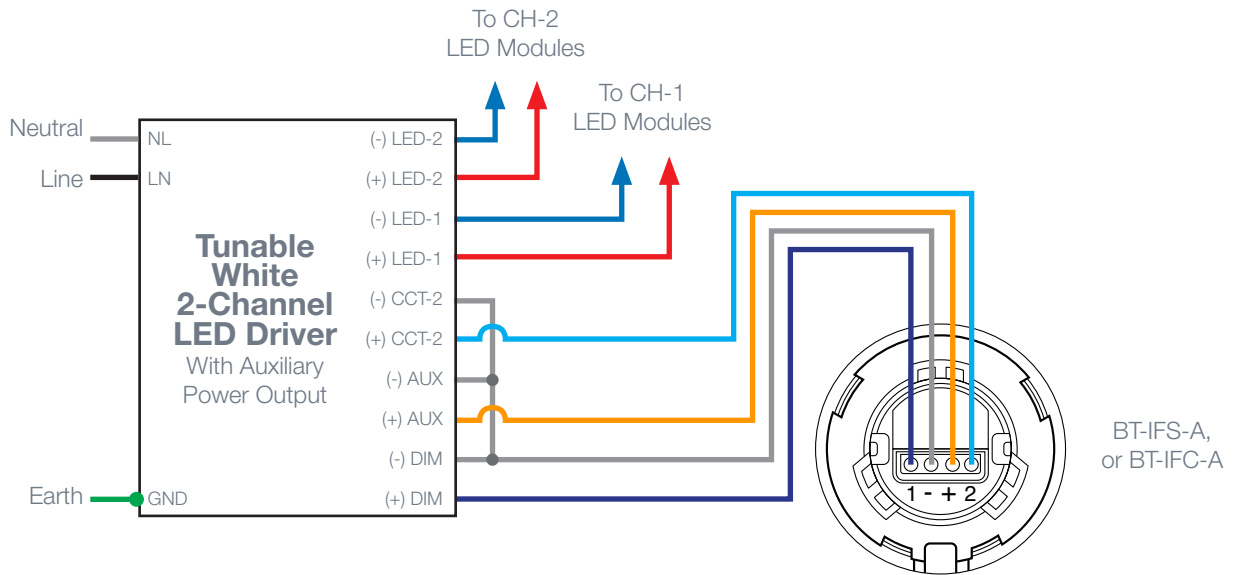 To CH-2
LED Modules
To CH-1
LED Modules
Neutral
Line
Earth
NL
LN
GND
Tunable
White
2-Channel
LED Driver
With Auxiliary
Power Output
(-) LED-2
(+) LED-2
(-) LED-1
(+) LED-1
(-) CCT-2
(+) CCT-2
(-) AUX
(+) AUX
(-) DIM
(+) DIM
1 - + 2
BT-IFS-A,
or BT-IFC-A